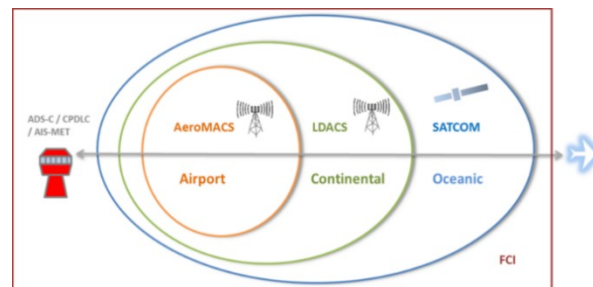 ADS-C / CPDLC
/ AIS-MET
AeroMACS
LDACS
SATCOM
Airport
Continental
Oceanic
FCI